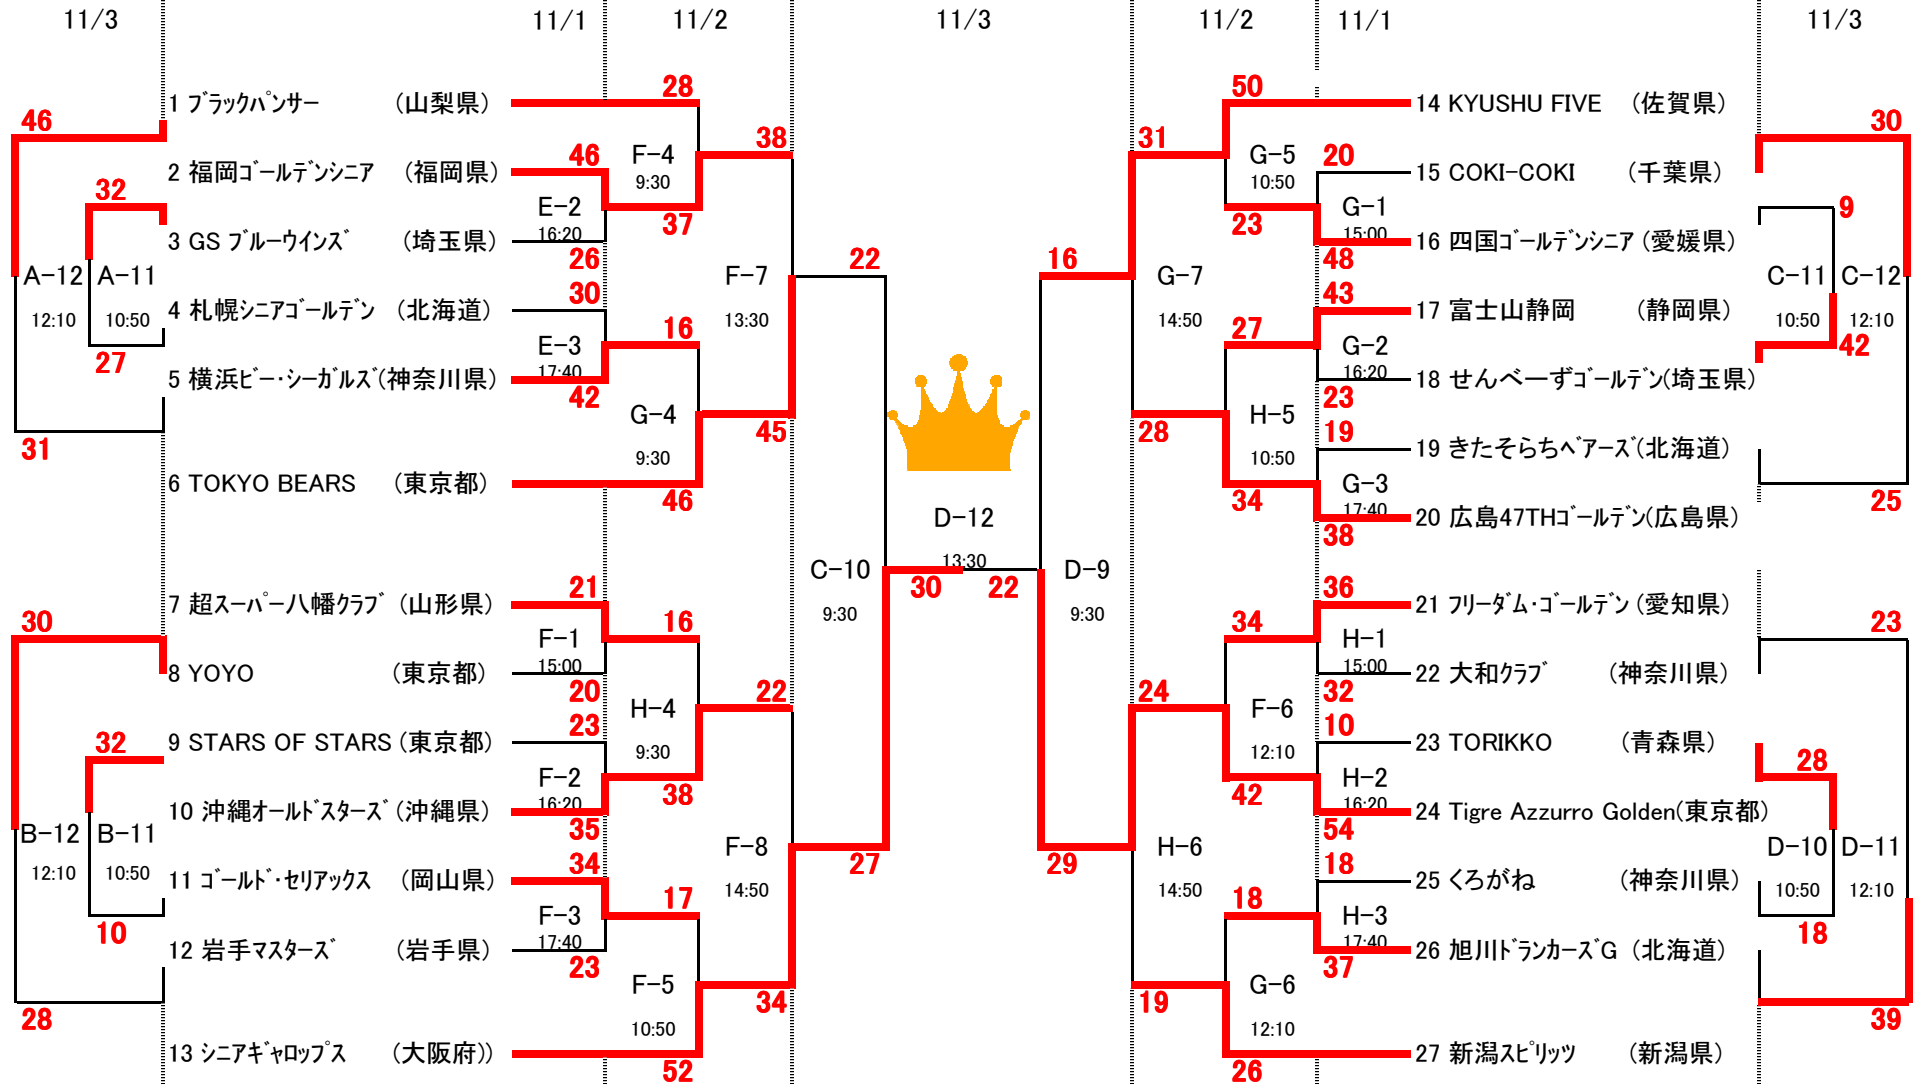 11/3 11/1 11/2 11/3 11/2 11/1 11/3
28 50
1 ﾌﾞﾗｯｸﾊﾟﾝｻｰ (山梨県) 14 KYUSHU FIVE (佐賀県)
46 38 31 30
F-4 9:30 G-5 10:50
46 20
2 福岡ｺﾞｰﾙﾃﾞﾝｼﾆｱ (福岡県) 15 COKI-COKI (千葉県)
32 E-2 16:20 37 23 G-1 15:00 9
3 GS ﾌﾞﾙｰｳｲﾝｽﾞ (埼玉県) 16 四国ｺﾞｰﾙﾃﾞﾝｼﾆｱ (愛媛県)
26 22 16 48
A-12 12:10 A-11 10:50 F-7 13:30 G-7 14:50 C-11 10:50 C-12 12:10
30 43
4 札幌ｼﾆｱｺﾞｰﾙﾃﾞﾝ (北海道) 17 富士山静岡 (静岡県)
27 E-3 17:40 16 27 G-2 16:20 42
5 横浜ﾋﾞｰ･ｼｰｶﾞﾙｽﾞ(神奈川県) 18 せんべーずｺﾞｰﾙﾃﾞﾝ(埼玉県)
42 23
31 G-4 9:30 45 28 H-5 10:50 19
19 きたそらちﾍﾞｱｰｽﾞ(北海道)
6 TOKYO BEARS (東京都) G-3 17:40
46 34 25
20 広島47THｺﾞｰﾙﾃﾞﾝ(広島県)
38
D-12 13:30
C-10 9:30 30 22 D-9 9:30
21 36
7 超ｽｰﾊﾟｰ八幡ｸﾗﾌﾞ (山形県) 21 ﾌﾘｰﾀﾞﾑ･ｺﾞｰﾙﾃﾞﾝ (愛知県)
30 F-1 15:00 16 34 H-1 15:00 23
8 YOYO (東京都) 22 大和ｸﾗﾌﾞ (神奈川県)
20 22 24 32
23 H-4 9:30 F-6 12:10 10
9 STARS OF STARS (東京都) 23 TORIKKO (青森県)
32 F-2 16:20 38 42 H-2 16:20 28
10 沖縄ｵｰﾙﾄﾞｽﾀｰｽﾞ (沖縄県) 24 Tigre Azzurro Golden(東京都)
35 54
B-12 12:10 B-11 10:50 F-8 14:50 27 29 H-6 14:50 D-10 10:50 D-11 12:10
34 18
11 ｺﾞｰﾙﾄﾞ･ｾﾘｱｯｸｽ (岡山県) 25 くろがね (神奈川県)
10 F-3 17:40 17 18 H-3 17:40 18
12 岩手ﾏｽﾀｰｽﾞ (岩手県) 26 旭川ﾄﾞﾗﾝｶｰｽﾞG (北海道)
23 37
28 F-5 10:50 34 19 G-6 12:10 39
13 ｼﾆｱｷﾞｬﾛｯﾌﾟｽ (大阪府)) 27 新潟ｽﾋﾟﾘｯﾂ (新潟県)
52 26